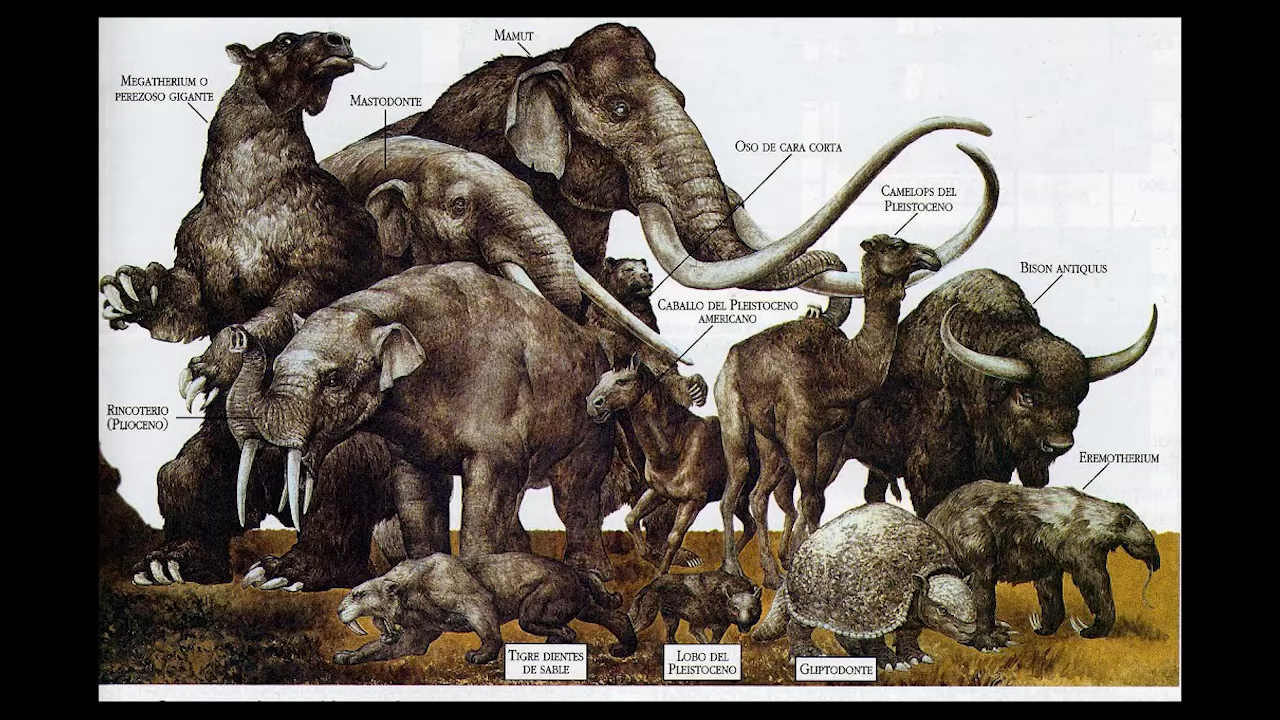 MAMUT
MEGATHERIUM O
PEREZOSO GIGANTE
MASTODONTE
OSO DE CARA CORTA
CAMELOPS DEL
PLEISTOCENO
BISON ANTIQUUS
CABALLO DEL PLEISTOCENO
AMERICANO
RINCOTERIO
(PLIOCENO)
EREMOTHERIUM
TIGRE DIENTES
DE SABLE
LOBO DEL
PLEISTOCENO
GLIPTODONTE